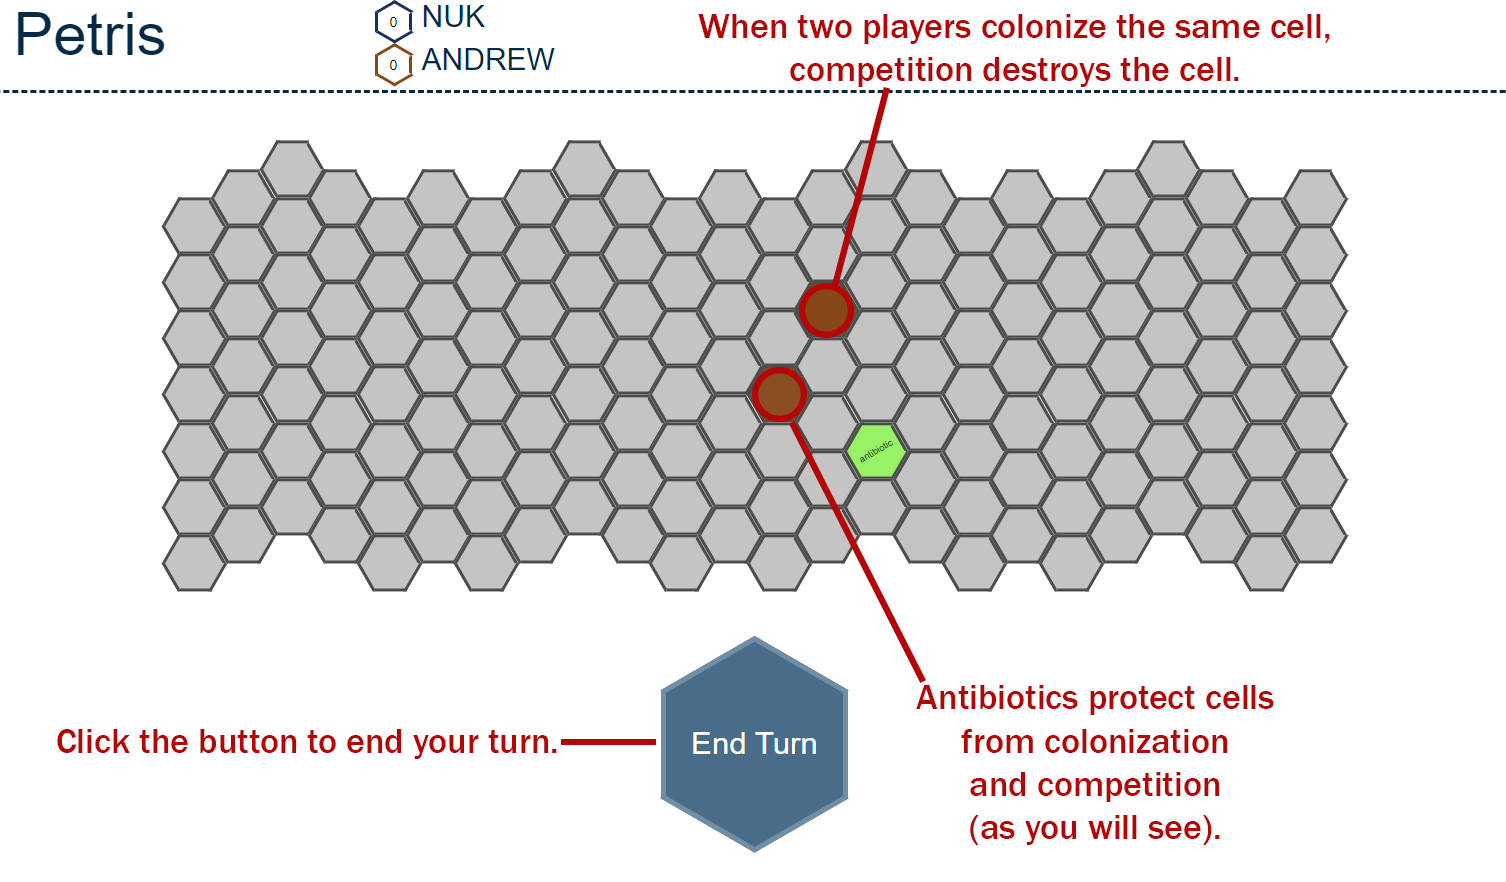 Petris
0 NUK
0 ANDREW
When two players colonize the same cell,
competition destroys the cell.
antibiotic
Click the button to end your turn.
End Turn
Antibiotics protect cells
from colonization
and competition
(as you will see).